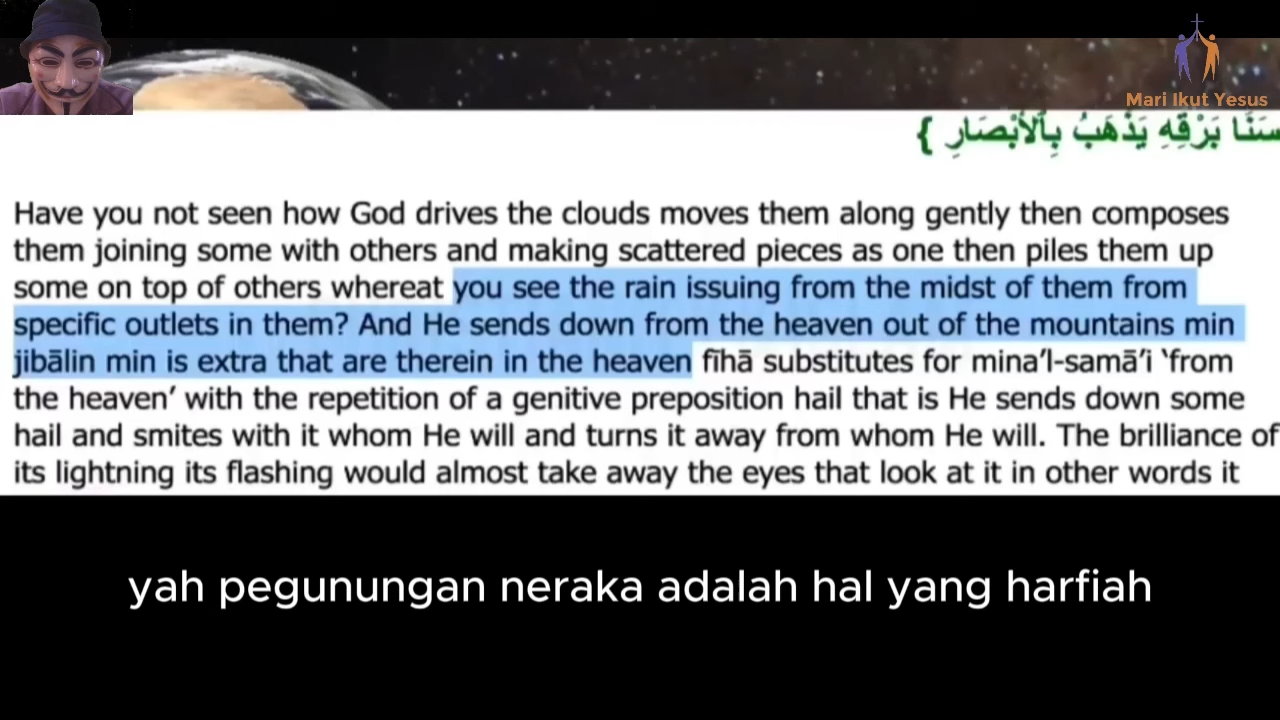 Mari Ikut Yesus
سَنَا بَرْقِهِ يَذْهَبُ بِٱلأَبْصَارِ }
Have you not seen how God drives the clouds moves them along gently then composes
them joining some with others and making scattered pieces as one then piles them up
some on top of others whereat you see the rain issuing from the midst of them from
specific outlets in them? And He sends down from the heaven out of the mountains min
jibālin min is extra that are therein in the heaven fīhā substitutes for mina’l-samā’i ‘from
the heaven’ with the repetition of a genitive preposition hail that is He sends down some
hail and smites with it whom He will and turns it away from whom He will. The brilliance of
its lightning its flashing would almost take away the eyes that look at it in other words it
yah pegunungan neraka adalah hal yang harfiah